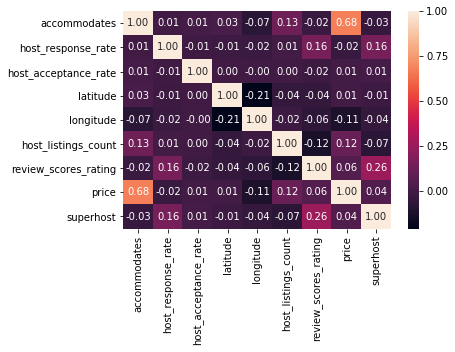 accommodates 1.00 0.01 0.01 0.03 -0.07 0.13 -0.02 0.68 -0.03
host_response_rate 0.01 1.00 -0.01 -0.01 -0.02 0.01 0.16 -0.02 0.16
host_acceptance_rate 0.01 -0.01 1.00 0.00 -0.00 0.00 -0.02 0.01 0.01
latitude 0.03 -0.01 0.00 1.00 -0.21 -0.04 -0.04 0.01 -0.01
longitude -0.07 -0.02 -0.00 -0.21 1.00 -0.02 -0.06 -0.11 -0.04
host_listings_count 0.13 0.01 0.00 -0.04 -0.02 1.00 -0.12 0.12 -0.07
review_scores_rating -0.02 0.16 -0.02 -0.04 -0.06 -0.12 1.00 0.06 0.26
price 0.68 -0.02 0.01 0.01 -0.11 0.12 0.06 1.00 0.04
superhost -0.03 0.16 0.01 -0.01 -0.04 -0.07 0.26 0.04 1.00
accommodates
host_response_rate
host_acceptance_rate
latitude
longitude
host_listings_count
review_scores_rating
price
superhost
1.00
0.75
0.50
0.25
0.00